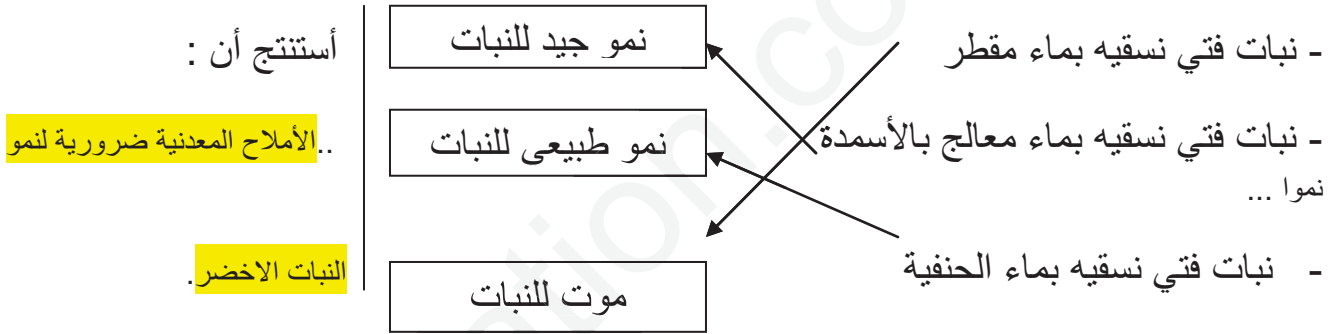 - نبات فتي نسقيه بماء مقطر
نمو جيد للنبات
أستنتج أن :
- نبات فتي نسقيه بماء معالج بالأسمدة
نمو طبيعى للنبات
..الأملاح المعدنية ضرورية لنمو
نموا ...
- نبات فتي نسقيه بماء الحنفية
موت للنبات
النبات الاخضر.